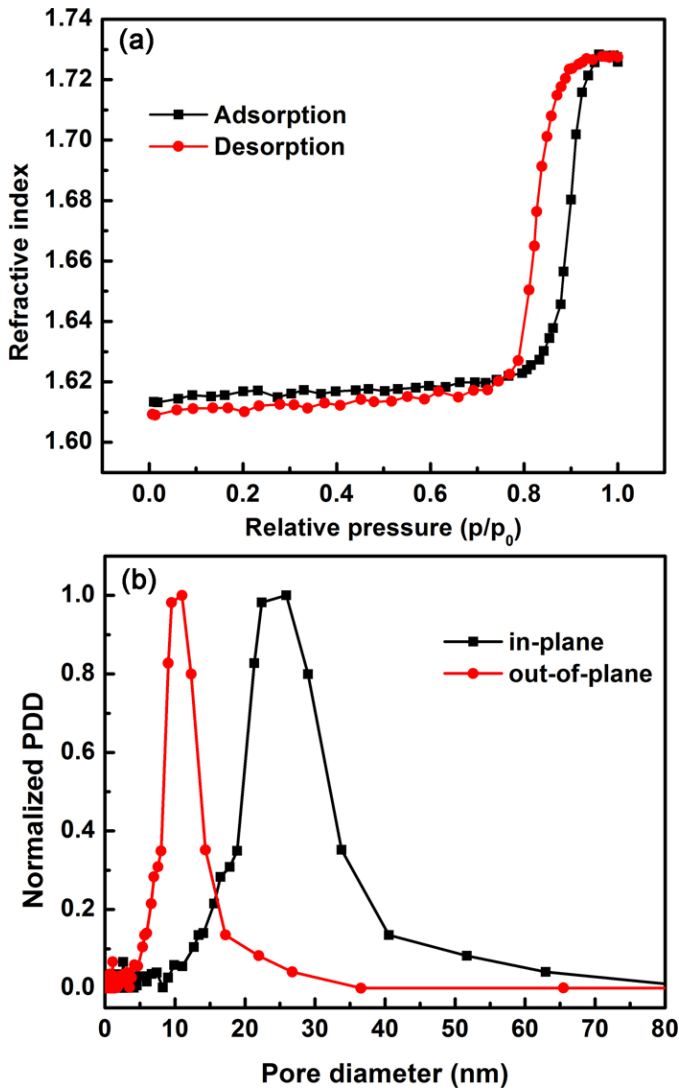 (a)
1.74
1.72
1.70
1.68
1.66
1.64
1.62
1.60
Refractive index
Adsorption
Desorption
0.0 0.2 0.4 0.6 0.8 1.0
Relative pressure (p/p₀)
(b)
1.0
0.8
0.6
0.4
0.2
0.0
Normalized PDD
in-plane
out-of-plane
0 10 20 30 40 50 60 70 80
Pore diameter (nm)